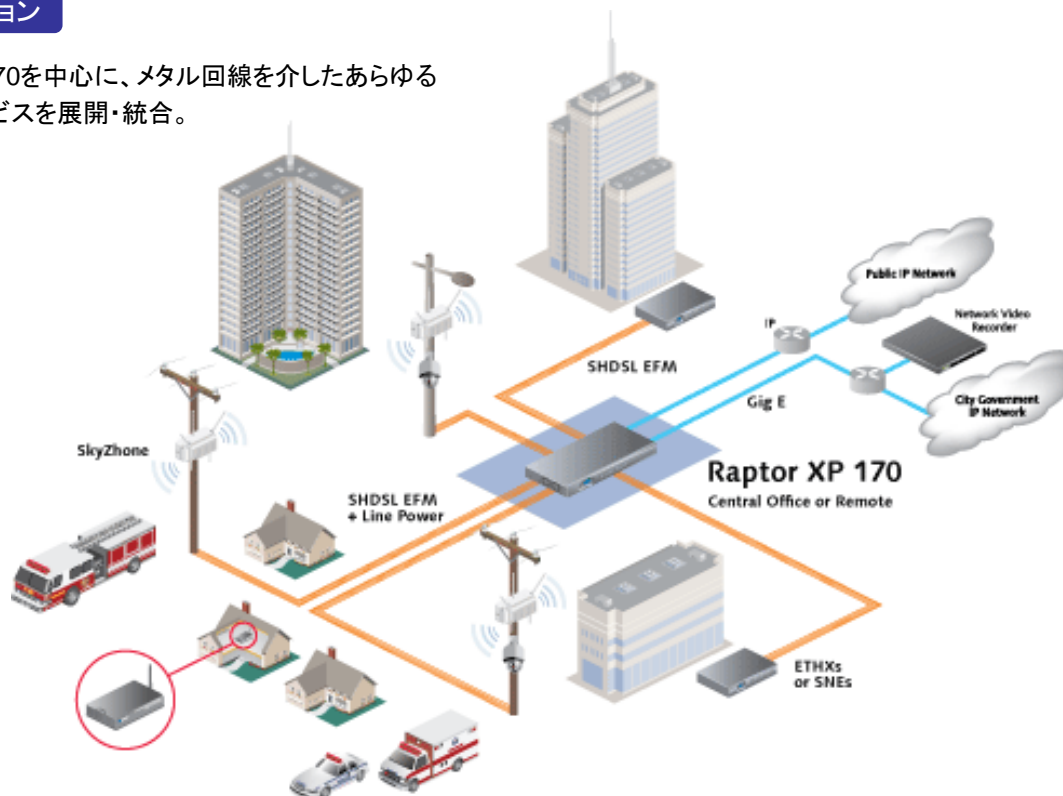 ョン
70を中心に、メタル回線を介したあらゆる
ビスを展開・統合。
Public IP Network
Network Video
Recorder
IP
SHDSL EFM
Gig E
City Government
IP Network
SkyZhone
Raptor XP 170
Central Office or Remote
SHDSL EFM
+ Line Power
ETHXs
or SNEs